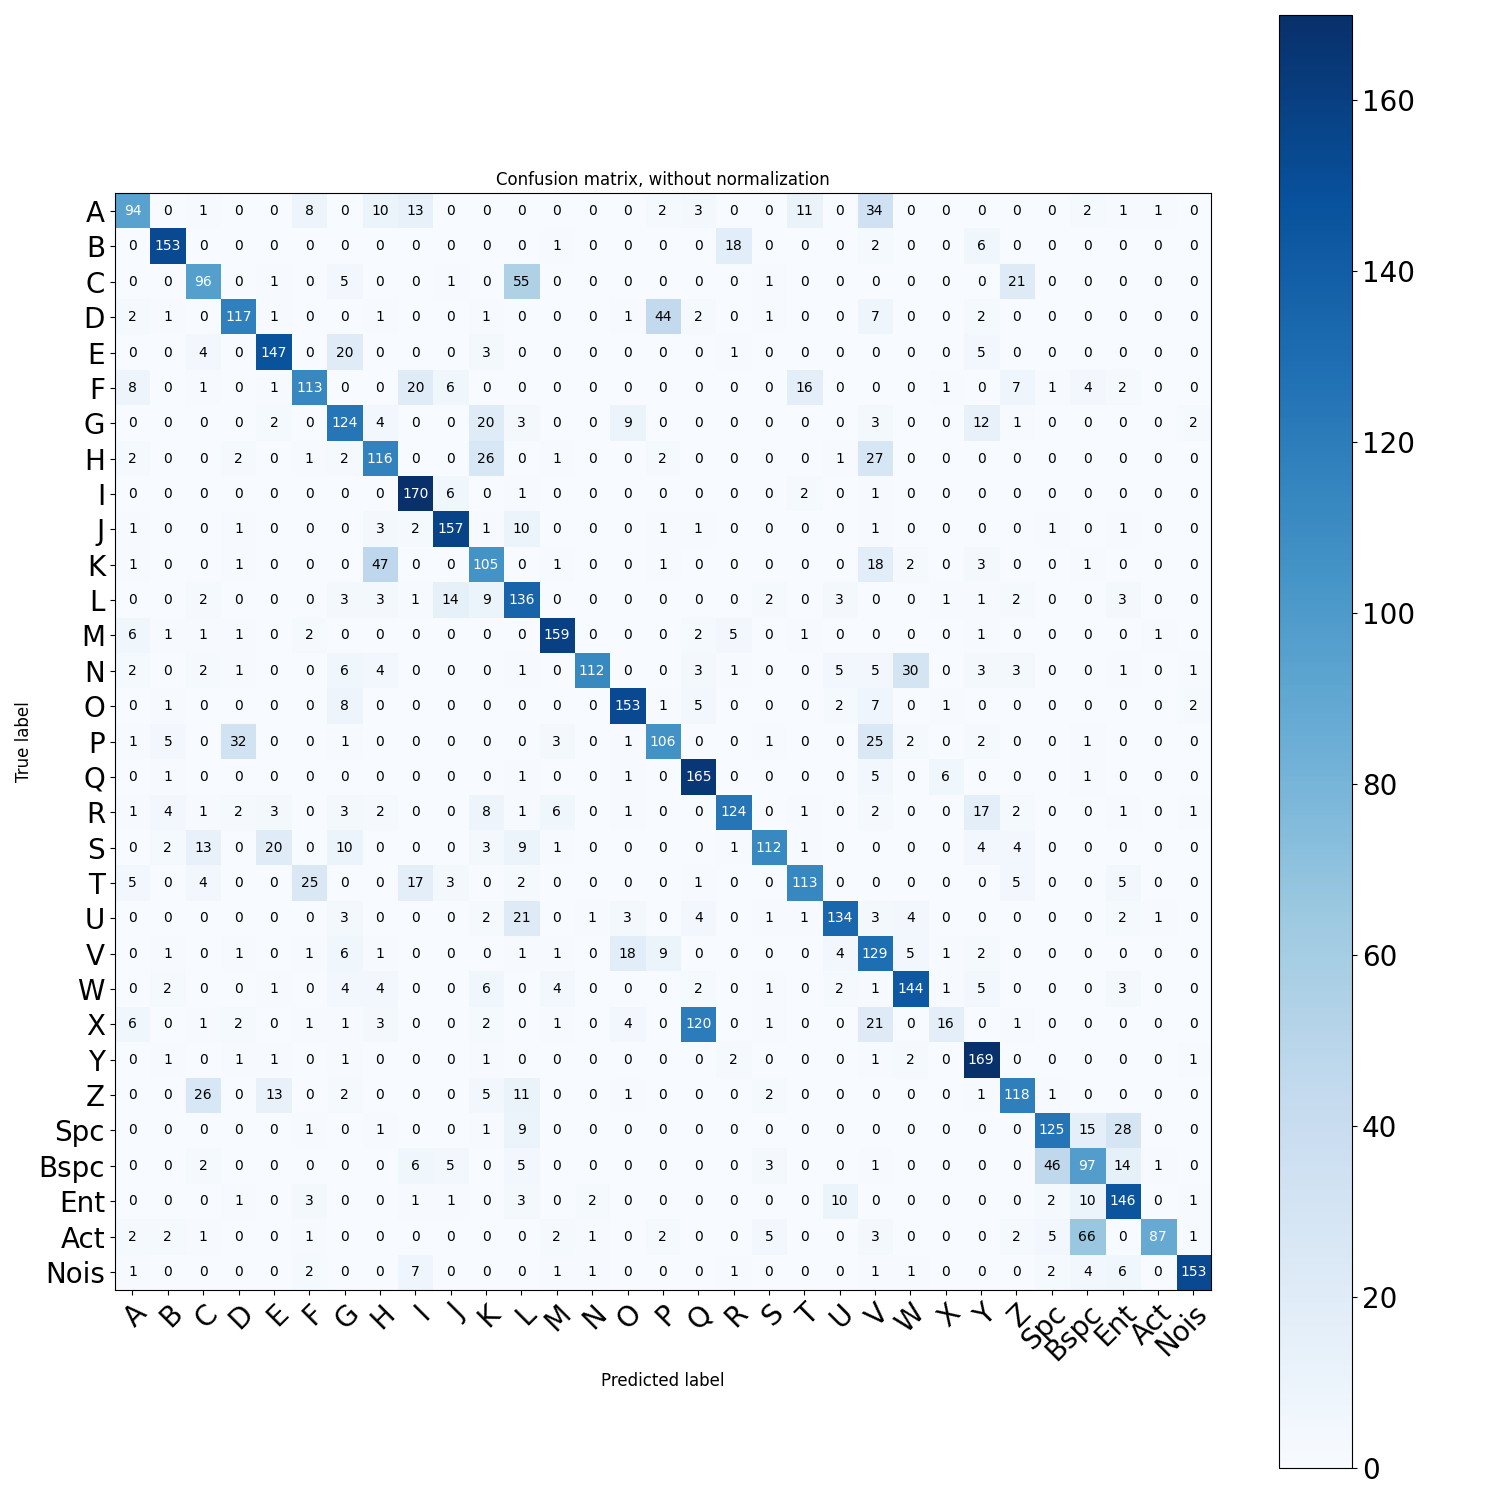 Confusion matrix, without normalization
A 94 0 1 0 0 8 0 10 13 0 0 0 0 0 0 2 3 0 0 11 0 34 0 0 0 0 0 2 1 1 0
B 0 153 0 0 0 0 0 0 0 0 0 0 1 0 0 0 0 18 0 0 0 2 0 0 6 0 0 0 0 0 0
C 0 0 96 0 1 0 5 0 0 1 0 55 0 0 0 0 0 0 1 0 0 0 0 0 0 21 0 0 0 0 0
D 2 1 0 117 1 0 0 1 0 0 1 0 0 0 1 44 2 0 1 0 0 7 0 0 2 0 0 0 0 0 0
E 0 0 4 0 147 0 20 0 0 0 3 0 0 0 0 0 0 1 0 0 0 0 0 0 5 0 0 0 0 0 0
F 8 0 1 0 1 113 0 0 20 6 0 0 0 0 0 0 0 0 0 16 0 0 0 1 0 7 1 4 2 0 0
G 0 0 0 0 2 0 124 4 0 0 20 3 0 0 9 0 0 0 0 0 0 3 0 0 12 1 0 0 0 0 2
H 2 0 0 2 0 1 2 116 0 0 26 0 1 0 0 2 0 0 0 0 1 27 0 0 0 0 0 0 0 0 0
I 0 0 0 0 0 0 0 0 170 6 0 1 0 0 0 0 0 0 0 2 0 1 0 0 0 0 0 0 0 0 0
J 1 0 0 1 0 0 0 3 2 157 1 10 0 0 0 1 1 0 0 0 0 1 0 0 0 0 1 0 1 0 0
K 1 0 0 1 0 0 0 47 0 0 105 0 1 0 0 1 0 0 0 0 0 18 2 0 3 0 0 1 0 0 0
L 0 0 2 0 0 0 3 3 1 14 9 136 0 0 0 0 0 0 2 0 3 0 0 1 1 2 0 0 3 0 0
M 6 1 1 1 0 2 0 0 0 0 0 0 159 0 0 0 2 5 0 1 0 0 0 0 1 0 0 0 0 1 0
N 2 0 2 1 0 0 6 4 0 0 0 1 0 112 0 0 3 1 0 0 5 5 30 0 3 3 0 0 1 0 1
O 0 1 0 0 0 0 8 0 0 0 0 0 0 0 153 1 5 0 0 0 2 7 0 1 0 0 0 0 0 0 2
P 1 5 0 32 0 0 1 0 0 0 0 0 3 0 1 106 0 0 1 0 0 25 2 0 2 0 0 1 0 0 0
Q 0 1 0 0 0 0 0 0 0 0 0 1 0 0 1 0 165 0 0 0 0 5 0 6 0 0 0 1 0 0 0
R 1 4 1 2 3 0 3 2 0 0 8 1 6 0 1 0 0 124 0 1 0 2 0 0 17 2 0 0 1 0 1
S 0 2 13 0 20 0 10 0 0 0 3 9 1 0 0 0 0 1 112 1 0 0 0 0 4 4 0 0 0 0 0
T 5 0 4 0 0 25 0 0 17 3 0 2 0 0 0 0 1 0 0 113 0 0 0 0 0 5 0 0 5 0 0
U 0 0 0 0 0 0 3 0 0 0 2 21 0 1 3 0 4 0 1 1 134 3 4 0 0 0 0 0 2 1 0
V 0 1 0 1 0 1 6 1 0 0 0 1 1 0 18 9 0 0 0 0 4 129 5 1 2 0 0 0 0 0 0
W 0 2 0 0 1 0 4 4 0 0 6 0 4 0 0 0 2 0 1 0 2 1 144 1 5 0 0 0 3 0 0
X 6 0 1 2 0 1 1 3 0 0 2 0 1 0 4 0 120 0 1 0 0 21 0 16 0 1 0 0 0 0 0
Y 0 1 0 1 1 0 1 0 0 0 1 0 0 0 0 0 0 2 0 0 0 1 2 0 169 0 0 0 0 0 1
Z 0 0 26 0 13 0 2 0 0 0 5 11 0 0 1 0 0 0 2 0 0 0 0 0 1 118 1 0 0 0 0
Spc 0 0 0 0 0 1 0 1 0 0 1 9 0 0 0 0 0 0 0 0 0 0 0 0 0 0 125 15 28 0 0
Bspc 0 0 2 0 0 0 0 0 6 5 0 5 0 0 0 0 0 0 3 0 0 1 0 0 0 0 46 97 14 1 0
Ent 0 0 0 1 0 3 0 0 1 1 0 3 0 2 0 0 0 0 0 0 10 0 0 0 0 0 2 10 146 0 1
Act 2 2 1 0 0 1 0 0 0 0 0 0 2 1 0 2 0 0 5 0 0 3 0 0 0 2 5 66 0 87 1
Nois 1 0 0 0 0 2 0 0 7 0 0 0 1 1 0 0 0 1 0 0 0 1 1 0 0 0 2 4 6 0 153
A B C D E F G H I J K L M N O P Q R S T U V W X Y Z Spc Bspc Ent Act Nois
Predicted label
True label
160
140
120
100
80
60
40
20
0